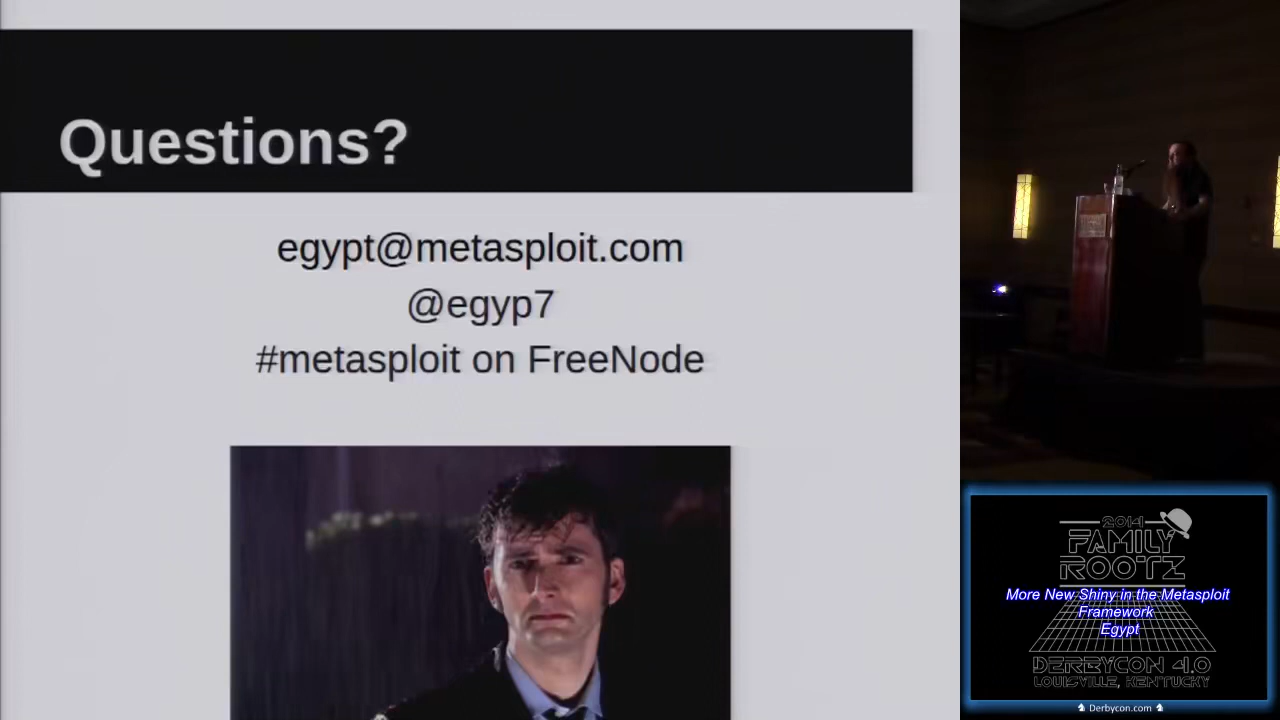 Questions?
egypt@metasploit.com
@egyp7
#metasploit on FreeNode
2014
FAMILY
ROOTZ
More New Shiny in the Metasploit
Framework
Egypt
DERBYCON 4.0
LOUISVILLE, KENTUCKY
Derbycon.com